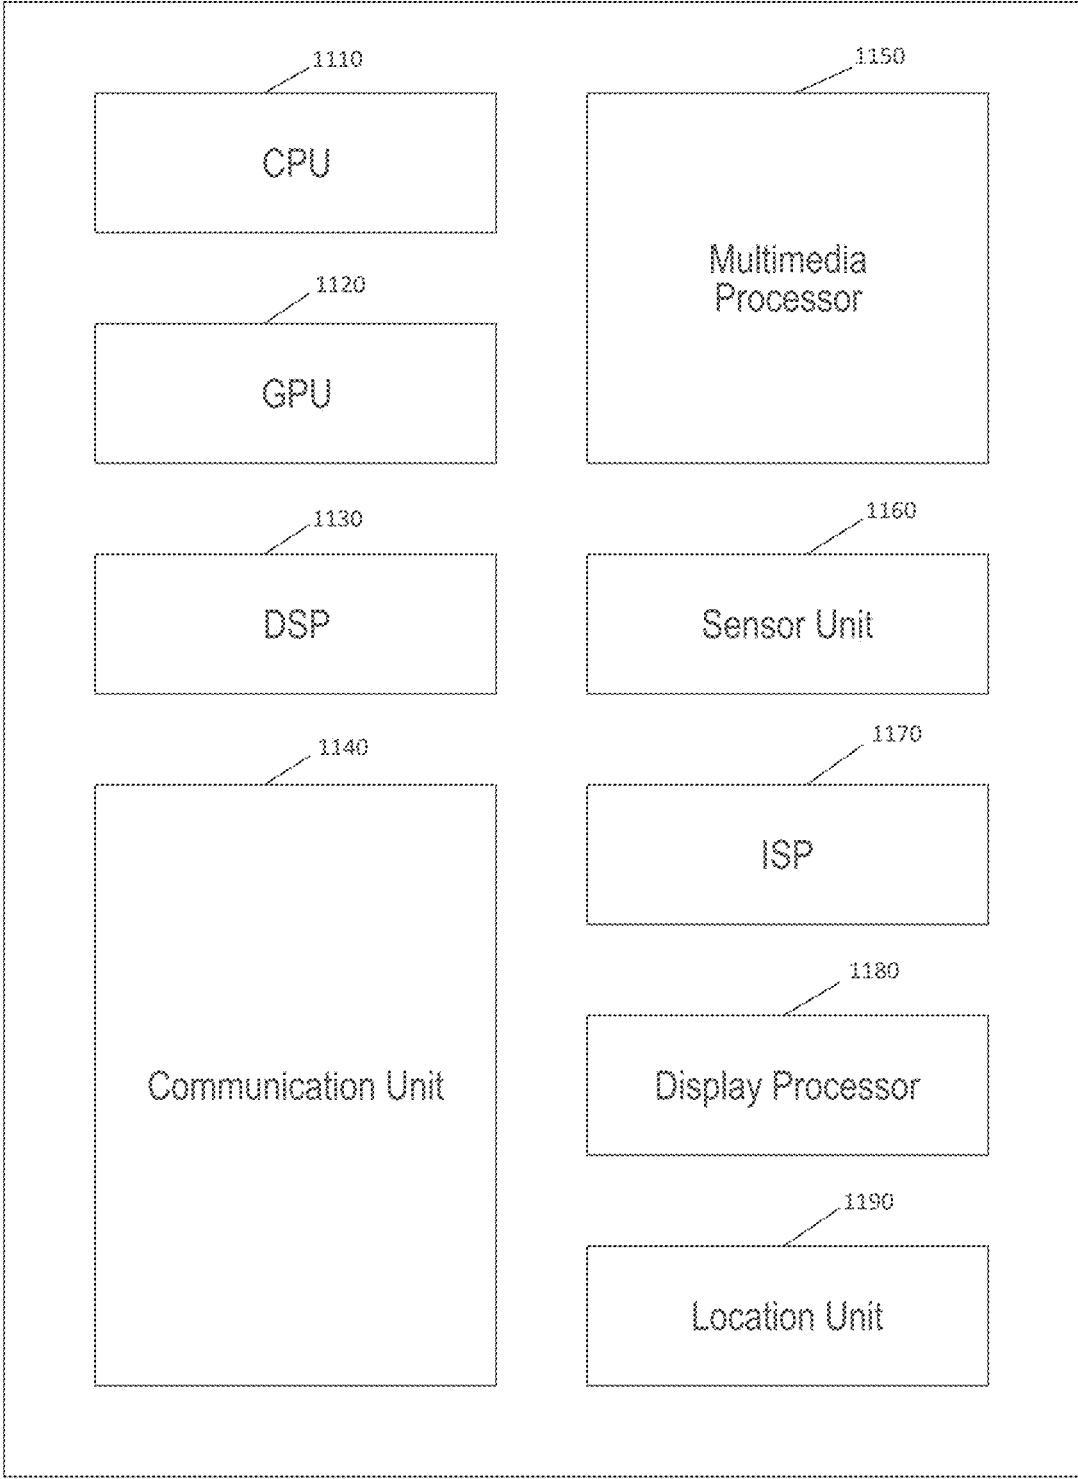 1110
CPU
1120
GPU
1130
DSP
1140
Communication Unit
1150
Multimedia
Processor
1160
Sensor Unit
1170
ISP
1180
Display Processor
1190
Location Unit